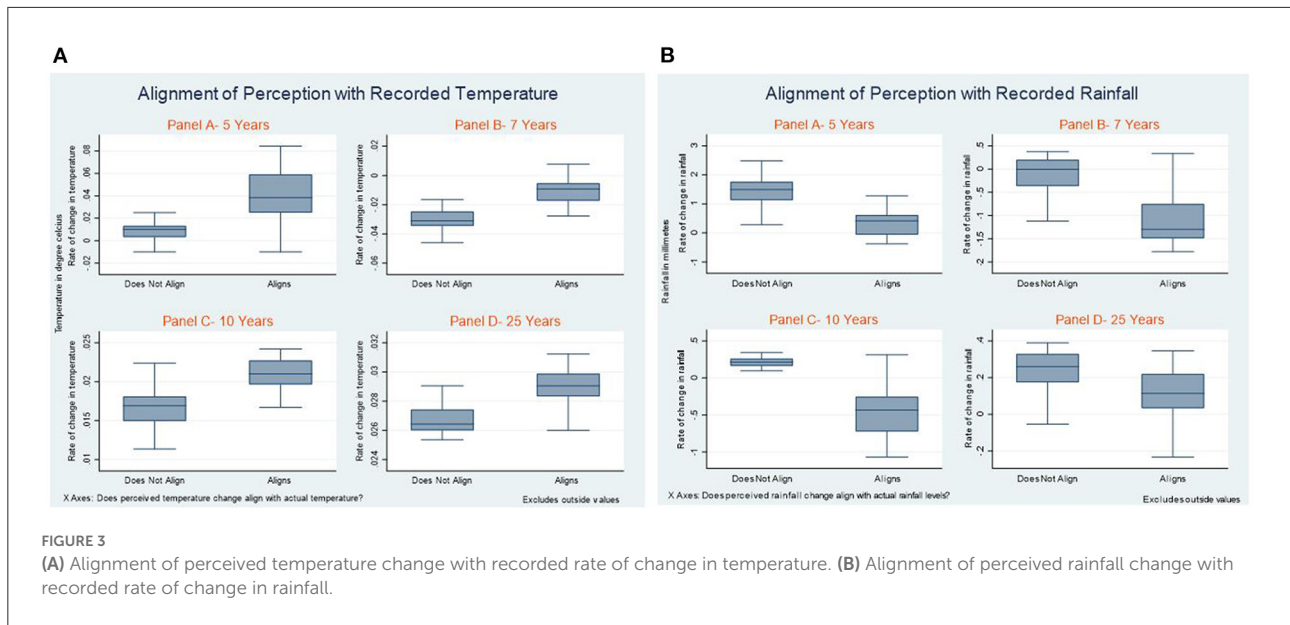 A
Alignment of Perception with Recorded Temperature
Temperature in degree celcius
Panel A- 5 Years
Rate of change in temperature
.08
.06
.04
.02
0
-.02
Does Not Align
Aligns
Panel B- 7 Years
Rate of change in temperature
.02
0
-.02
-.04
-.06
Does Not Align
Aligns
Panel C- 10 Years
Rate of change in temperature
.025
.02
.015
.01
Does Not Align
Aligns
Panel D- 25 Years
Rate of change in temperature
.032
.03
.028
.026
.024
Does Not Align
Aligns
X Axes: Does perceived temperature change align with actual temperature?
Excludes outside values
B
Alignment of Perception with Recorded Rainfall
Rainfall in millimetes
Panel A- 5 Years
Rate of change in rainfall
3
2
1
0
-1
Does Not Align
Aligns
Panel B- 7 Years
Rate of change in rainfall
.5
0
-.5
-1
-1.5
-2
Does Not Align
Aligns
Panel C- 10 Years
Rate of change in rainfall
.5
0
-.5
-1
Does Not Align
Aligns
Panel D- 25 Years
Rate of change in rainfall
.4
.2
0
-.2
Does Not Align
Aligns
X Axes: Does perceived rainfall change align with actual rainfall levels?
Excludes outside values
FIGURE 3
(A) Alignment of perceived temperature change with recorded rate of change in temperature. (B) Alignment of perceived rainfall change with
recorded rate of change in rainfall.